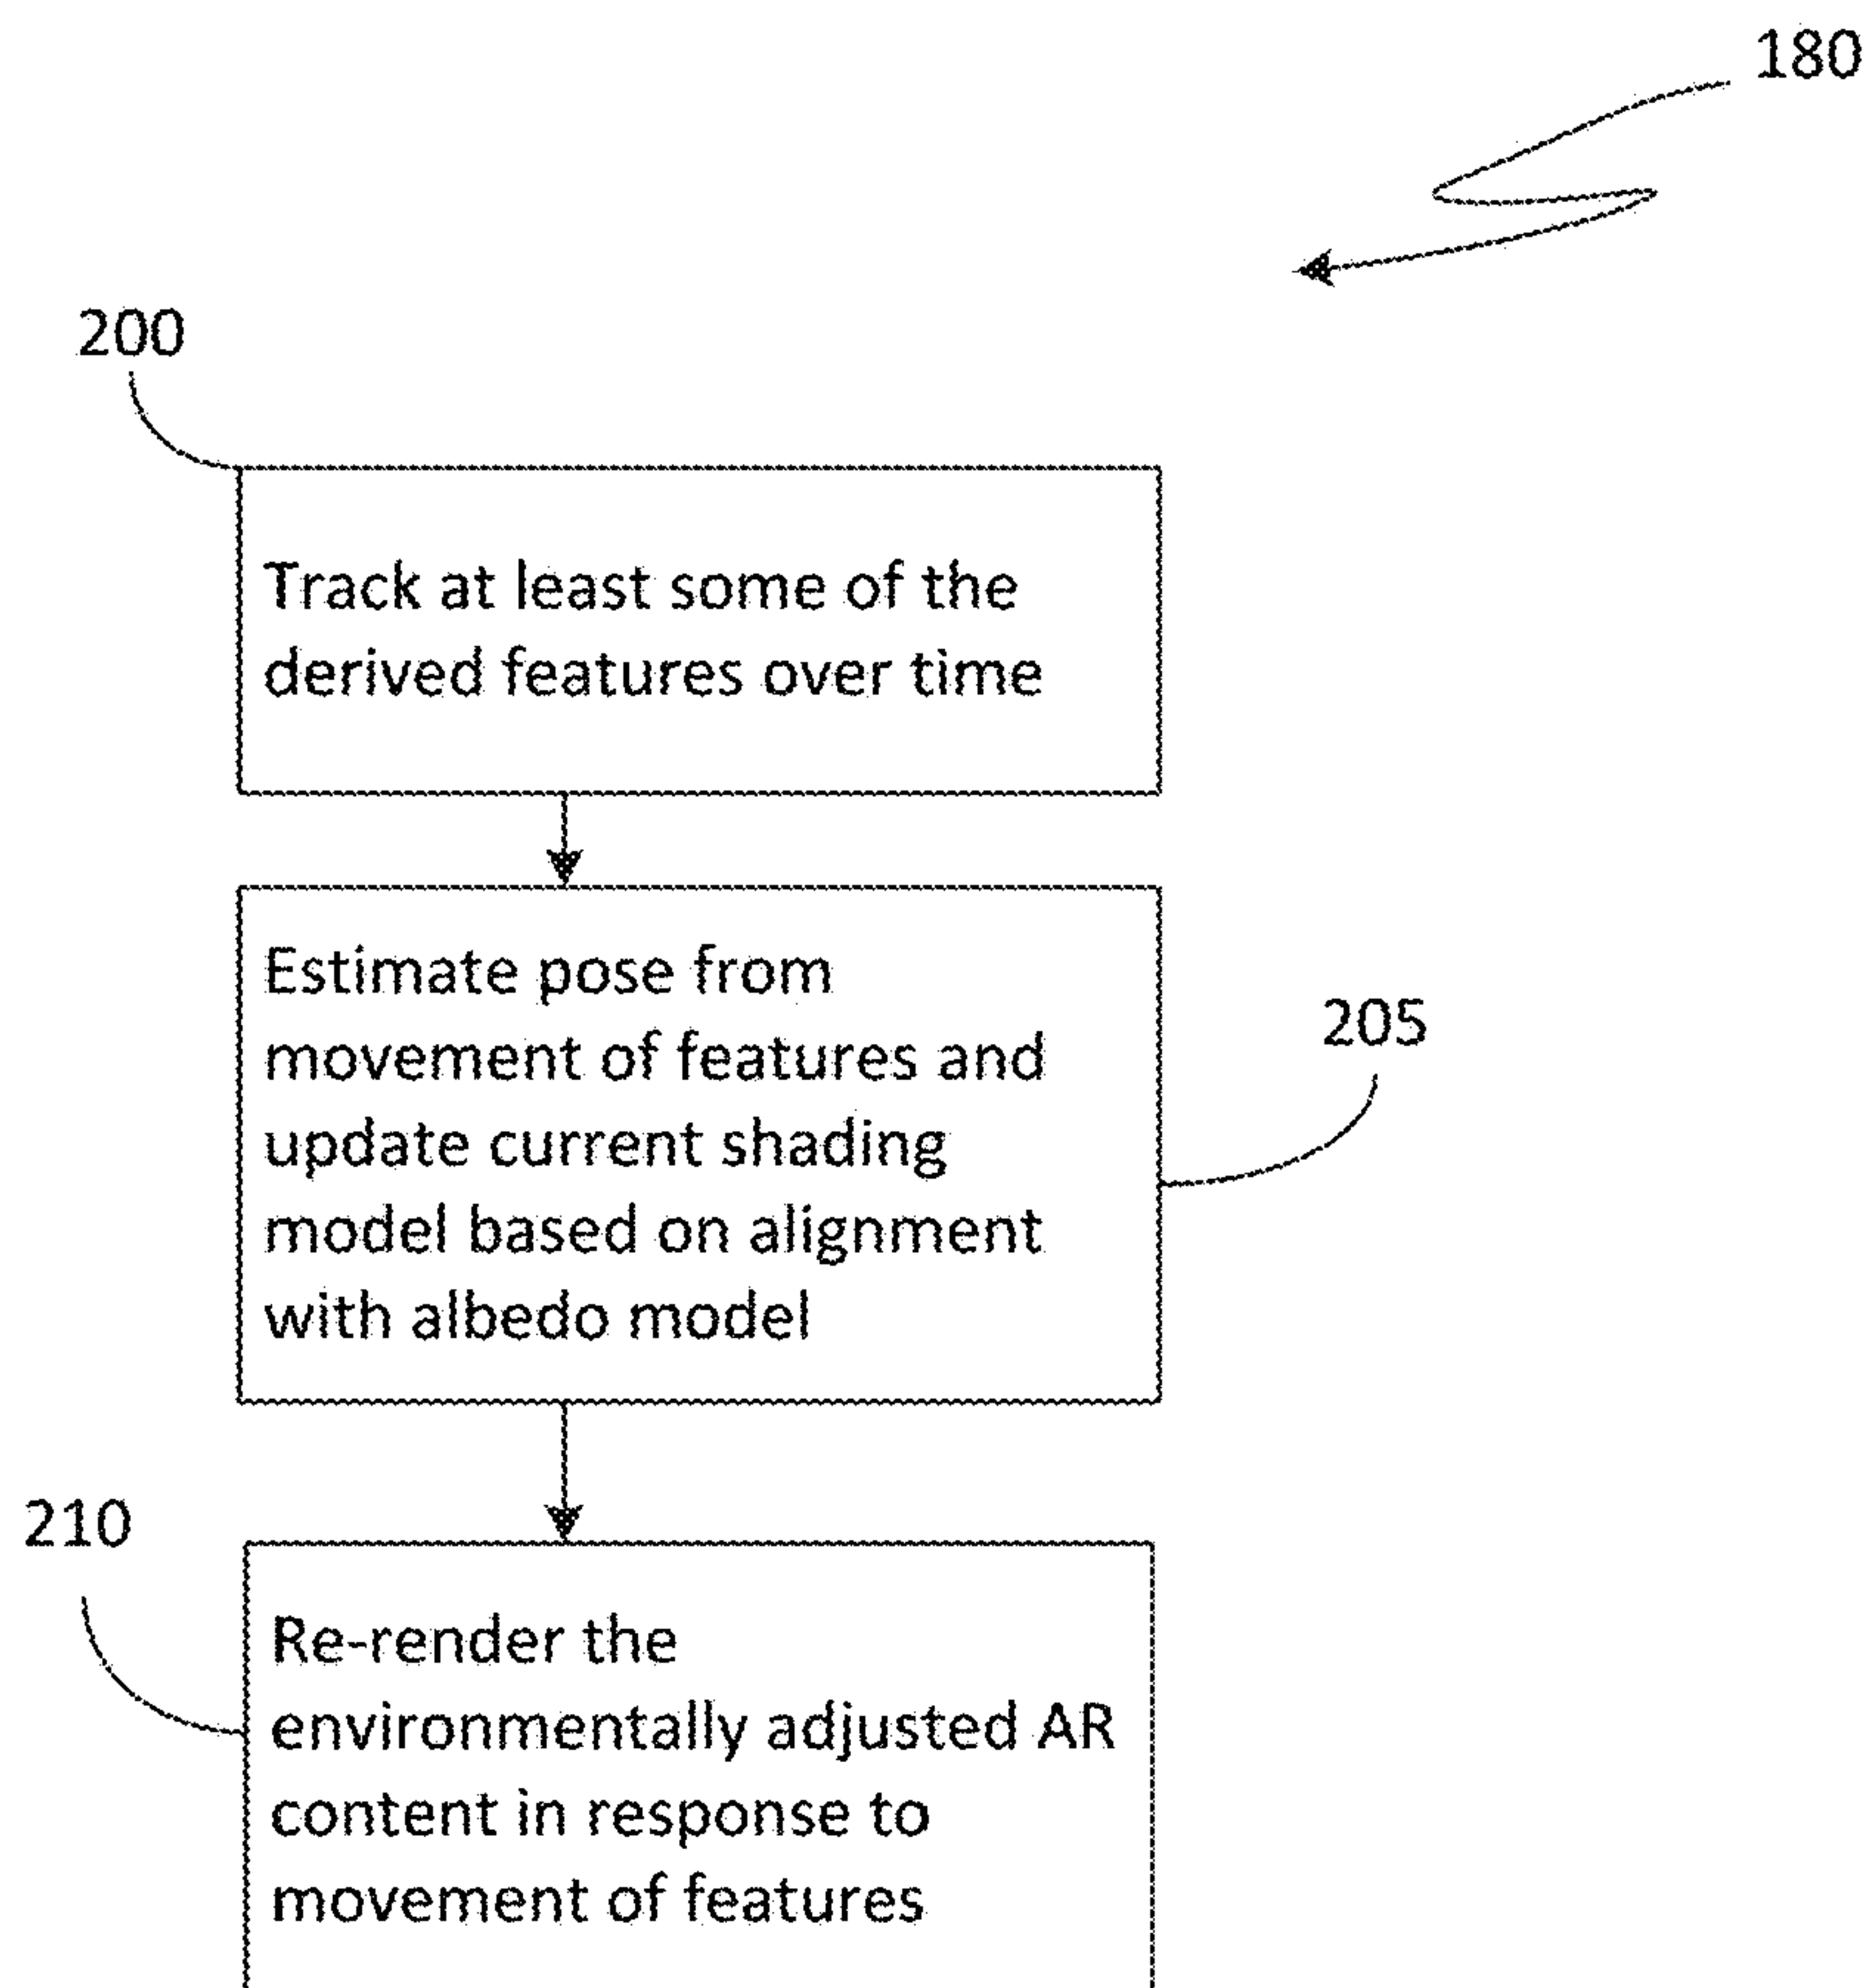 180
200
Track at least some of the
derived features over time
Estimate pose from
movement of features and
update current shading
model based on alignment
with albedo model
205
210
Re-render the
environmentally adjusted AR
content in response to
movement of features